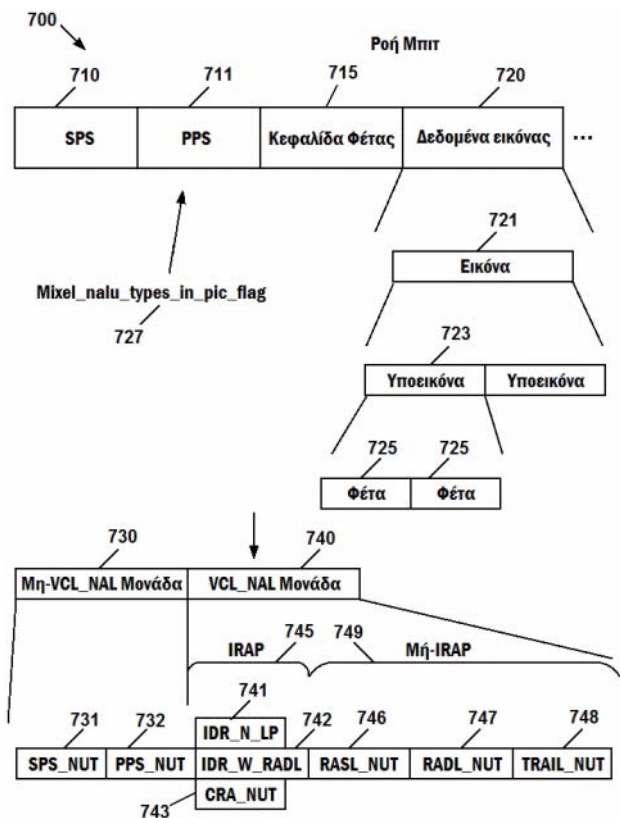 700
Ροή Μπιτ
710
711
715
720
SPS
PPS
Κεφαλίδα Φέτας
Δεδομένα εικόνας
...
721
Εικόνα
Mixel_nalu_types_in_pic_flag
727
723
Υποεικόνα
Υποεικόνα
725
725
Φέτα
Φέτα
730
740
Μη-VCL_NAL Μονάδα
VCL_NAL Μονάδα
745
749
IRAP
Μή-IRAP
741
IDR_N_LP
731
732
742
746
747
748
SPS_NUT
PPS_NUT
IDR_W_RADL
RASL_NUT
RADL_NUT
TRAIL_NUT
743
CRA_NUT